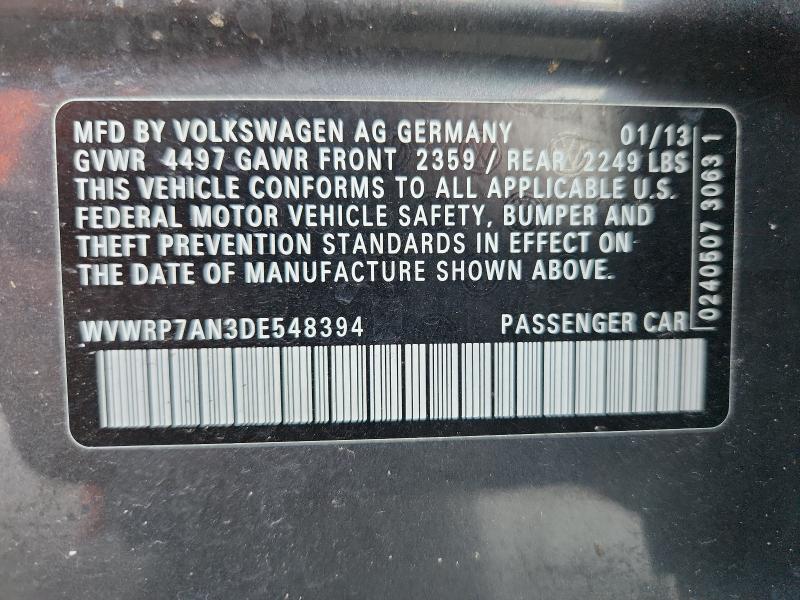 MFD BY VOLKSWAGEN AG GERMANY 01/13
GVWR 4497 GAWR FRONT 2359 / REAR 2249 LBS
THIS VEHICLE CONFORMS TO ALL APPLICABLE U.S.
FEDERAL MOTOR VEHICLE SAFETY, BUMPER AND
THEFT PREVENTION STANDARDS IN EFFECT ON
THE DATE OF MANUFACTURE SHOWN ABOVE.
WVWRP7AN3DE548394 PASSENGER CAR
0240507 3063 1